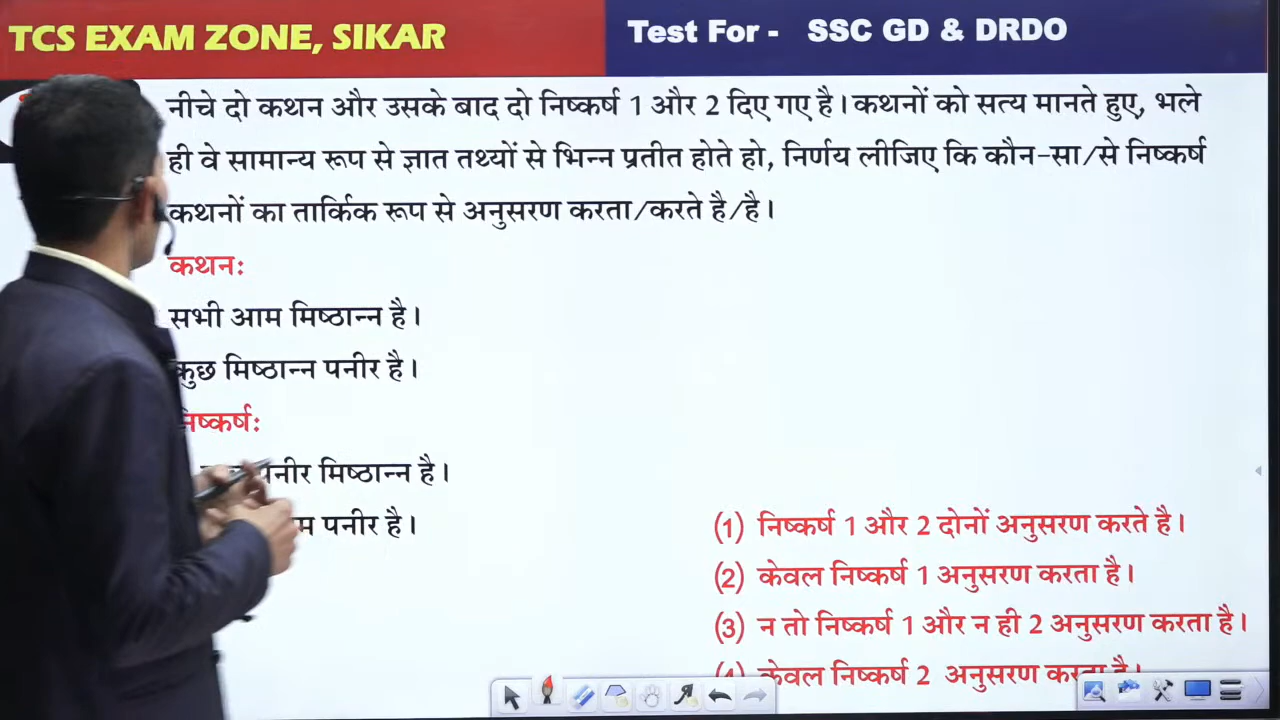 TCS EXAM ZONE, SIKAR
Test For - SSC GD & DRDO
नीचे दो कथन और उसके बाद दो निष्कर्ष 1 और 2 दिए गए है। कथनों को सत्य मानते हुए, भले
ही वे सामान्य रूप से ज्ञात तथ्यों से भिन्न प्रतीत होते हो, निर्णय लीजिए कि कौन-सा/से निष्कर्ष
कथनों का तार्किक रूप से अनुसरण करता/करते है/है।
कथन:
सभी आम मिष्ठान्न है।
कुछ मिष्ठान्न पनीर है।
निष्कर्ष:
पनीर मिष्ठान्न है।
पनीर है।
(1) निष्कर्ष 1 और 2 दोनों अनुसरण करते है।
(2) केवल निष्कर्ष 1 अनुसरण करता है।
(3) न तो निष्कर्ष 1 और न ही 2 अनुसरण करता है।
(4) केवल निष्कर्ष 2 अनुसरण करता है।